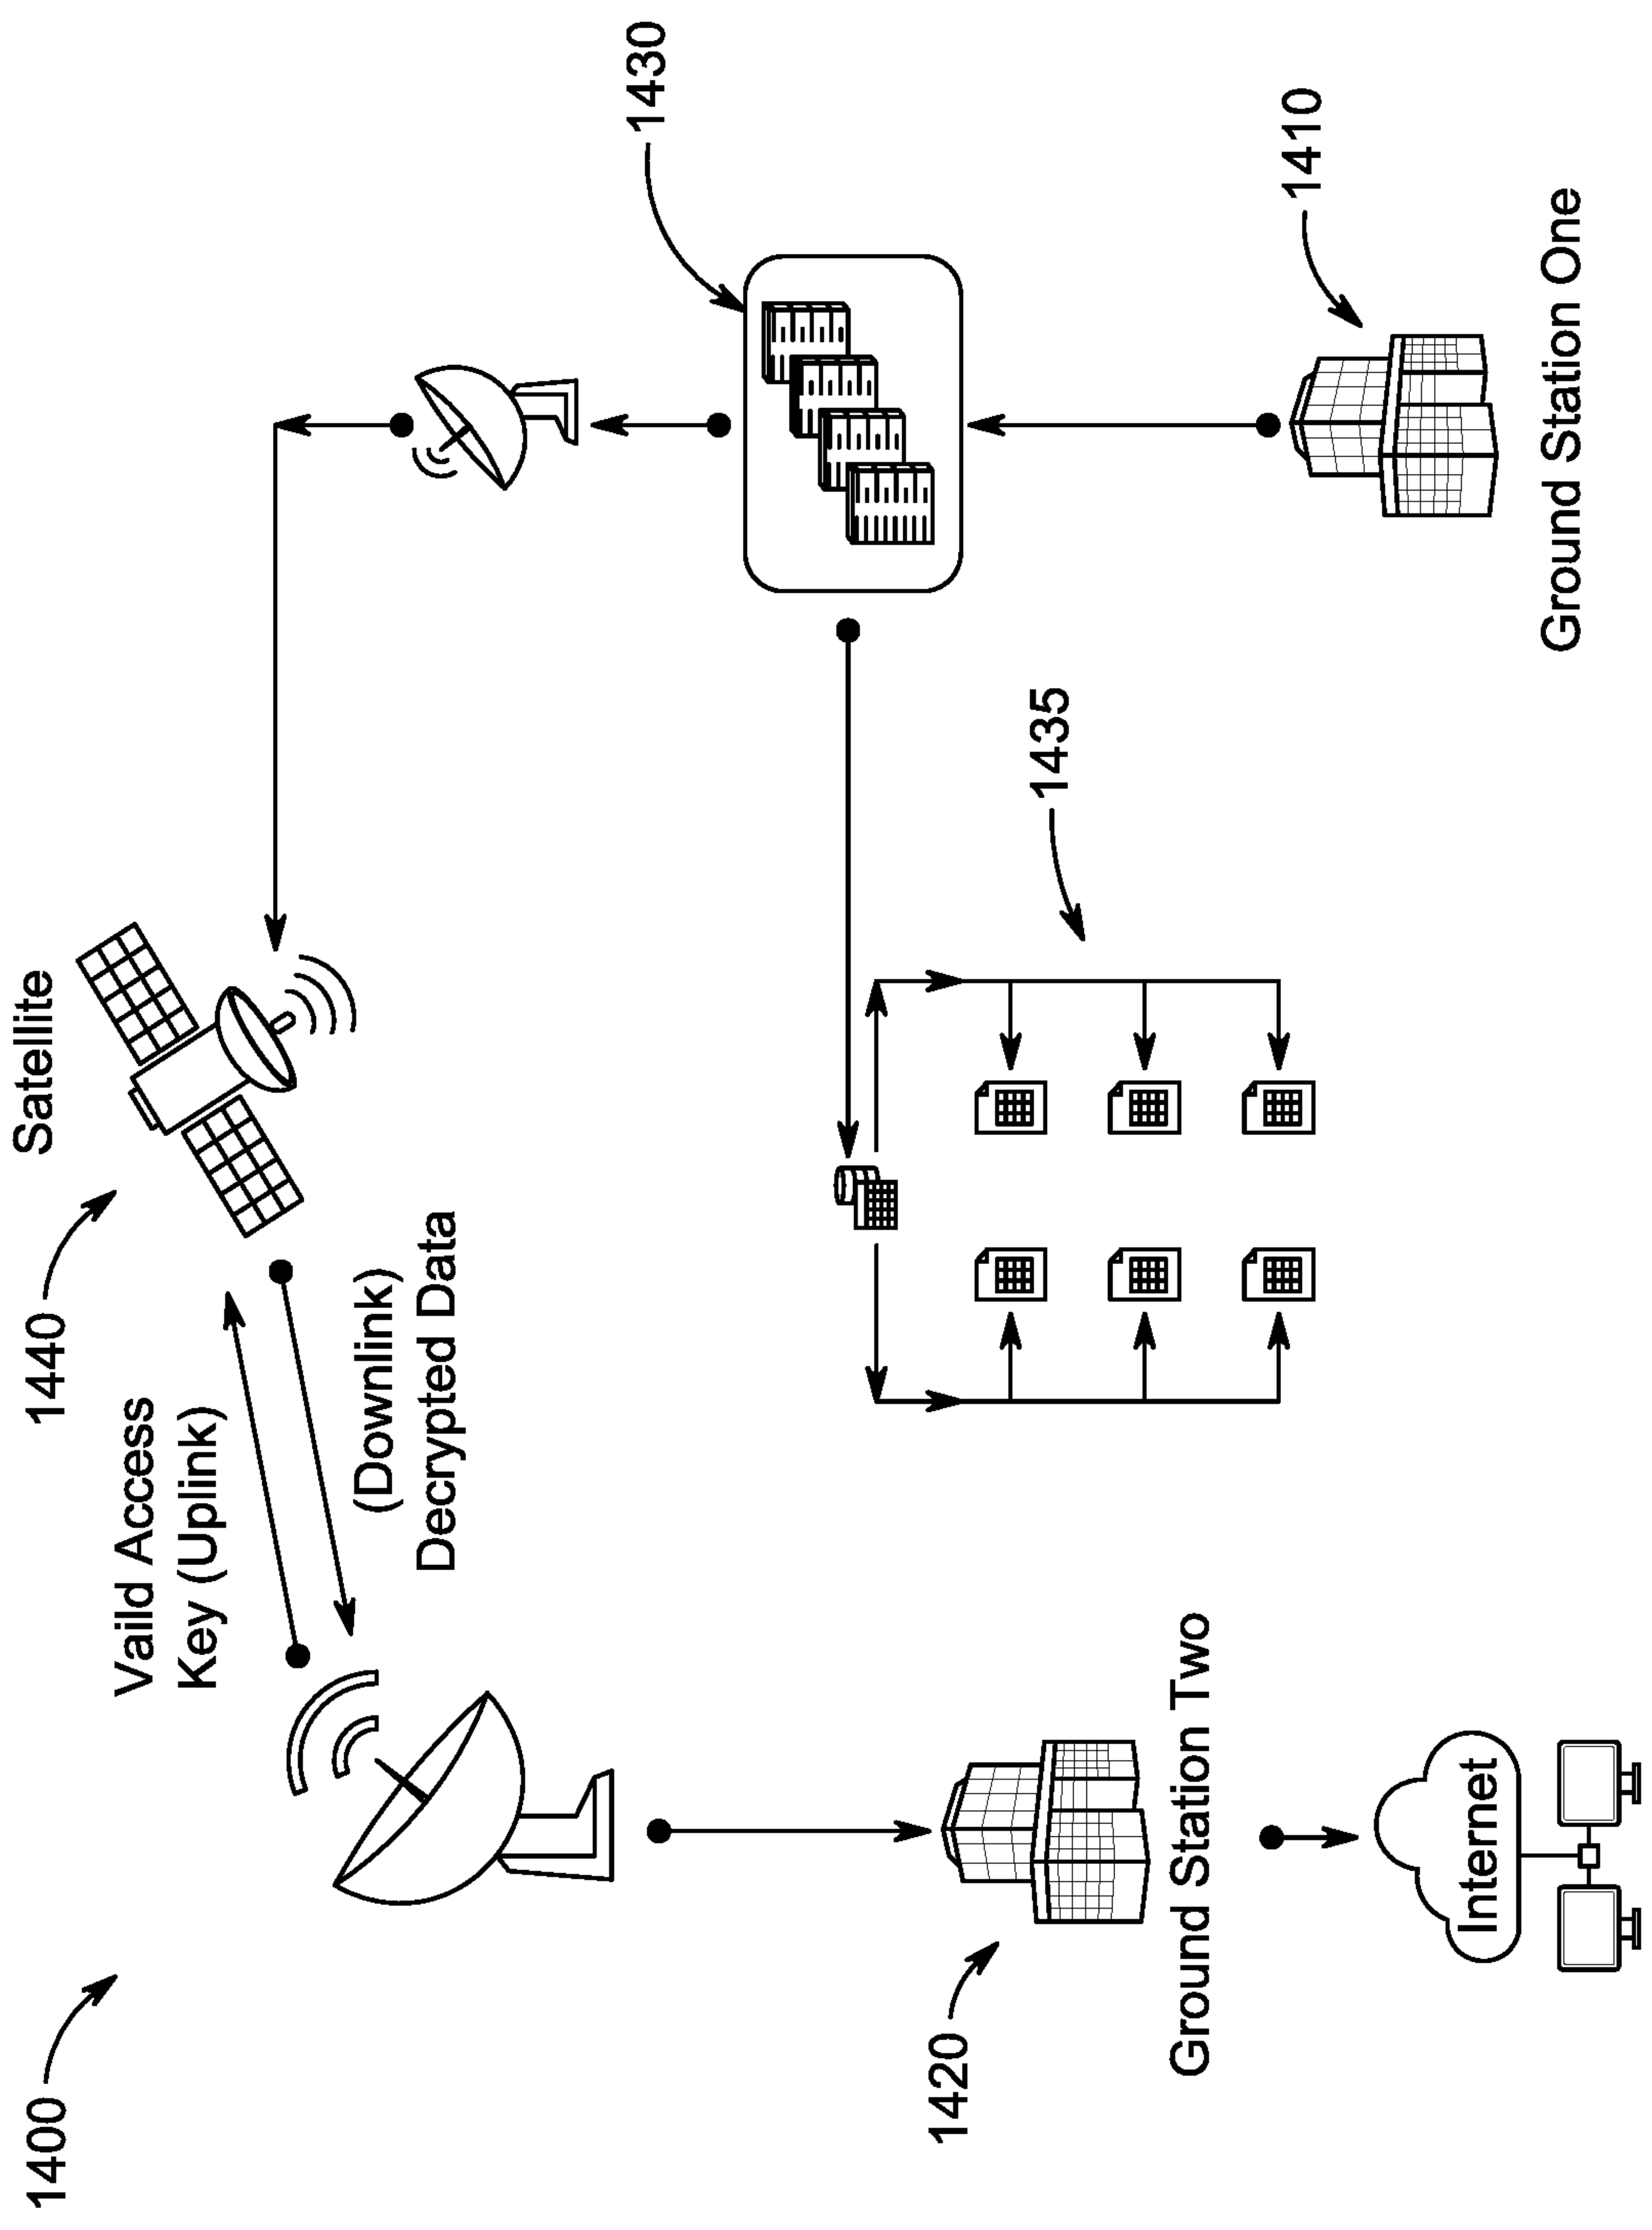 1400
1440
Satellite
Vaild Access
Key (Uplink)
(Downlink)
Decrypted Data
1430
1435
1420
1410
Ground Station Two
Internet
Ground Station One